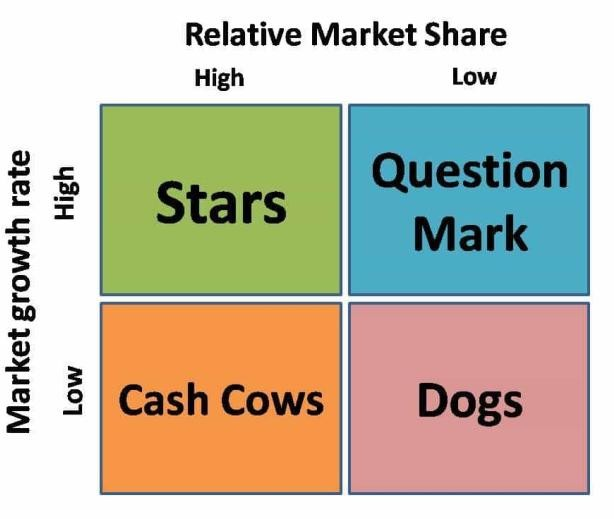 Relative Market Share
High Low
Market growth rate
High
Stars
Question
Mark
Low
Cash Cows
Dogs